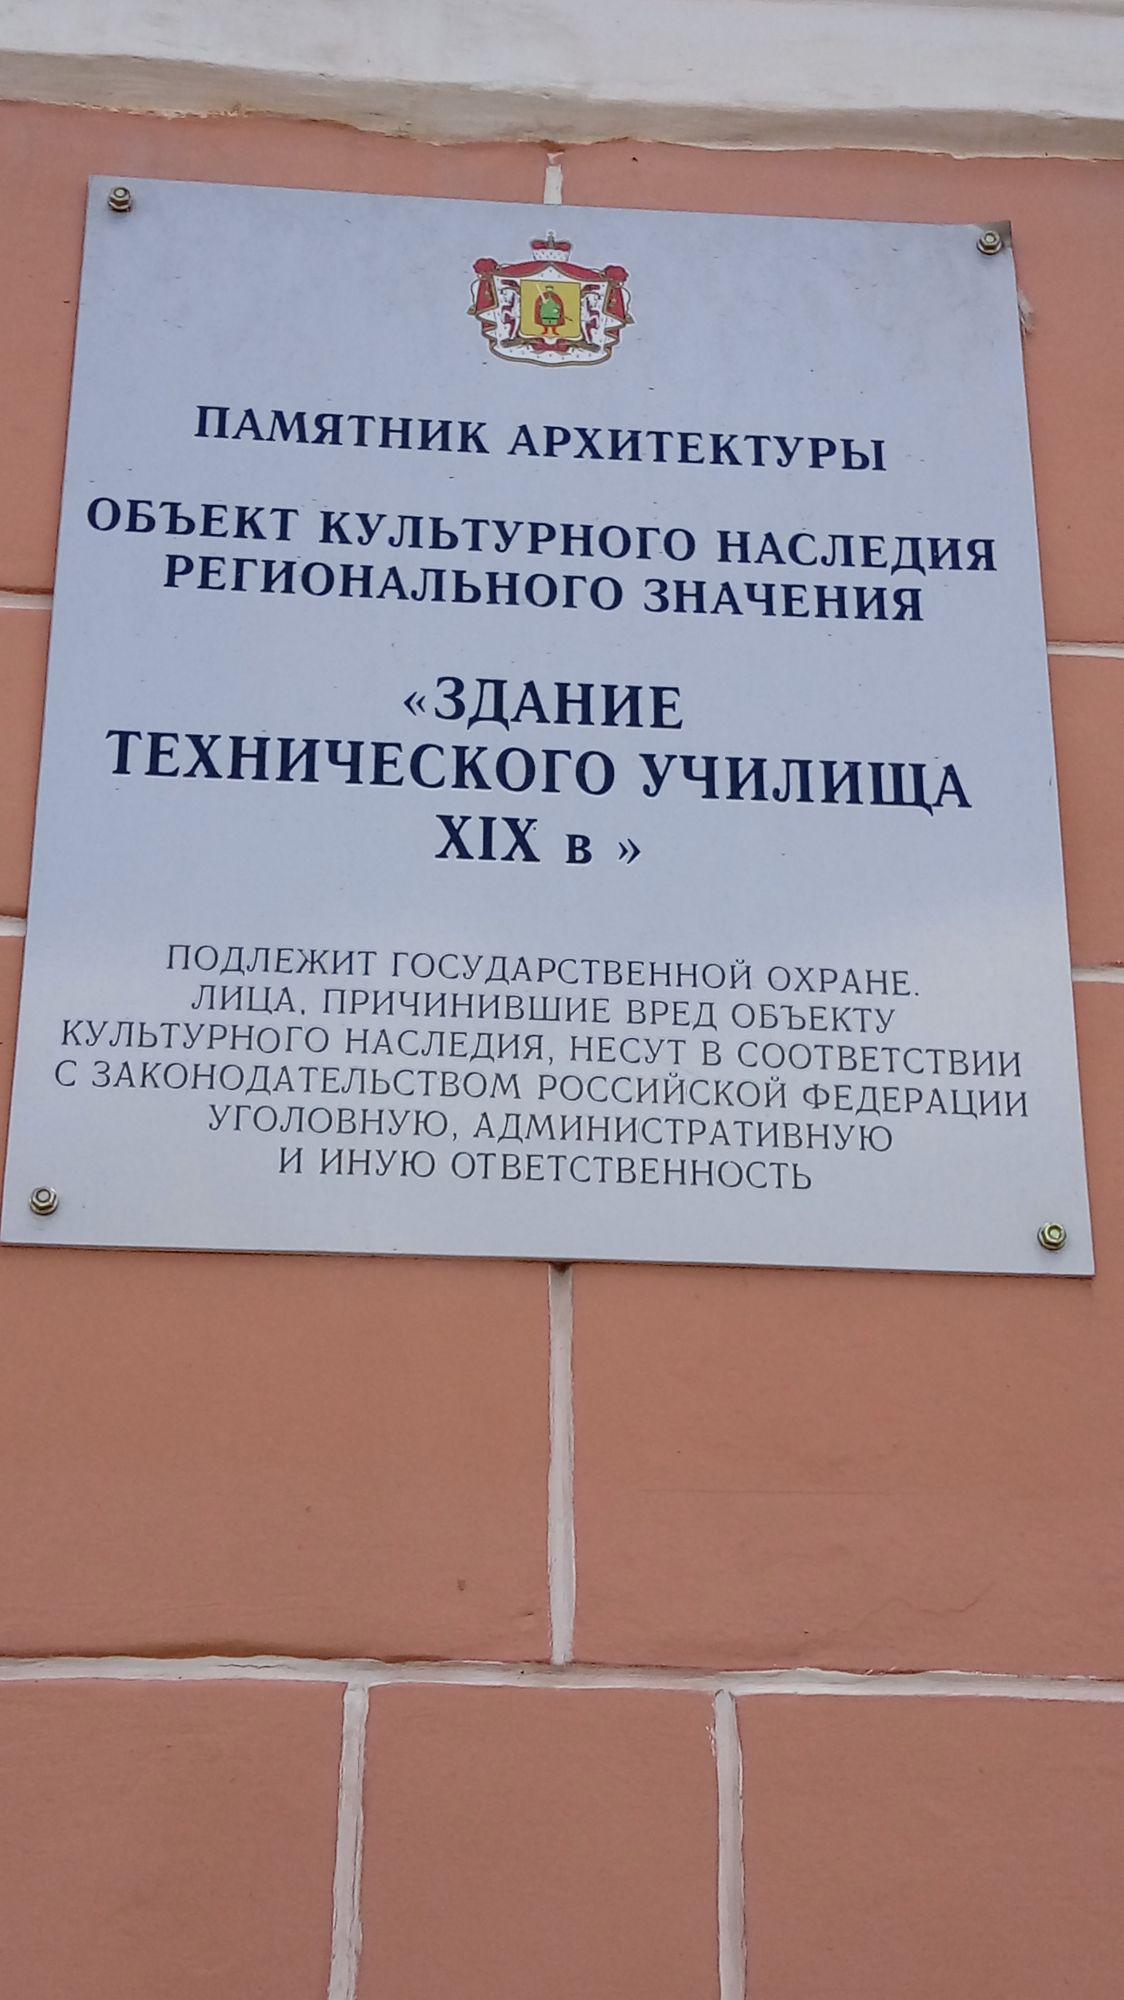 ПАМЯТНИК АРХИТЕКТУРЫ
ОБЪЕКТ КУЛЬТУРНОГО НАСЛЕДИЯ
РЕГИОНАЛЬНОГО ЗНАЧЕНИЯ
«ЗДАНИЕ
ТЕХНИЧЕСКОГО УЧИЛИЩА
XIX в »
ПОДЛЕЖИТ ГОСУДАРСТВЕННОЙ ОХРАНЕ.
ЛИЦА, ПРИЧИНИВШИЕ ВРЕД ОБЪЕКТУ
КУЛЬТУРНОГО НАСЛЕДИЯ, НЕСУТ В СООТВЕТСТВИИ
С ЗАКОНОДАТЕЛЬСТВОМ РОССИЙСКОЙ ФЕДЕРАЦИИ
УГОЛОВНУЮ, АДМИНИСТРАТИВНУЮ
И ИНУЮ ОТВЕТСТВЕННОСТЬ